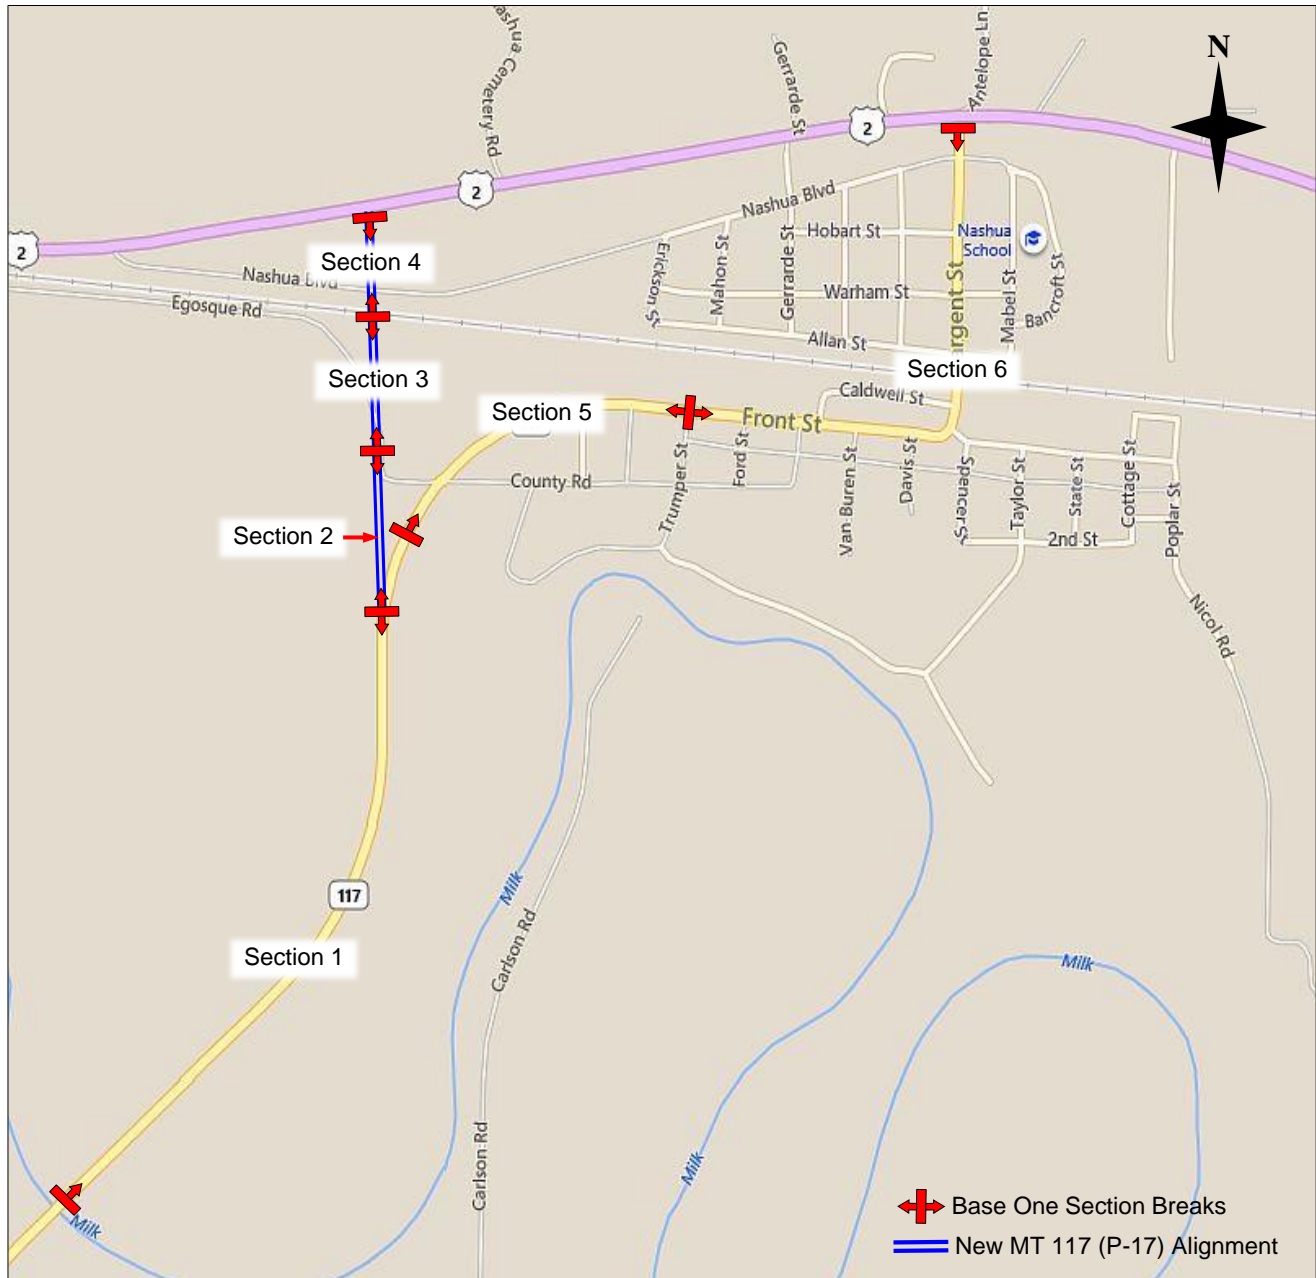 N
Nashua Cemetery Rd
Gerrarde St
Antelope Ln
2
2
2
Nashua Blvd
Hobart St
Nashua
School
Section 4
Nashua Blvd
Egosque Rd
Erickson S
Mahon St
Gerrarde St
Warham St
Mabel St
Bancroft St
Allan St
argent St
Section 3
Section 5
Section 6
Caldwell St
Front St
County Rd
Trumper St
Ford St
Van Buren St
Davis St
Spencer S
Taylor St
State St
Cottage St
Poplar St
2nd St
Section 2
Nicol Rd
117
Section 1
Milk
Carlson Rd
Milk
Carlson Rd
Milk
Milk
Base One Section Breaks
New MT 117 (P-17) Alignment